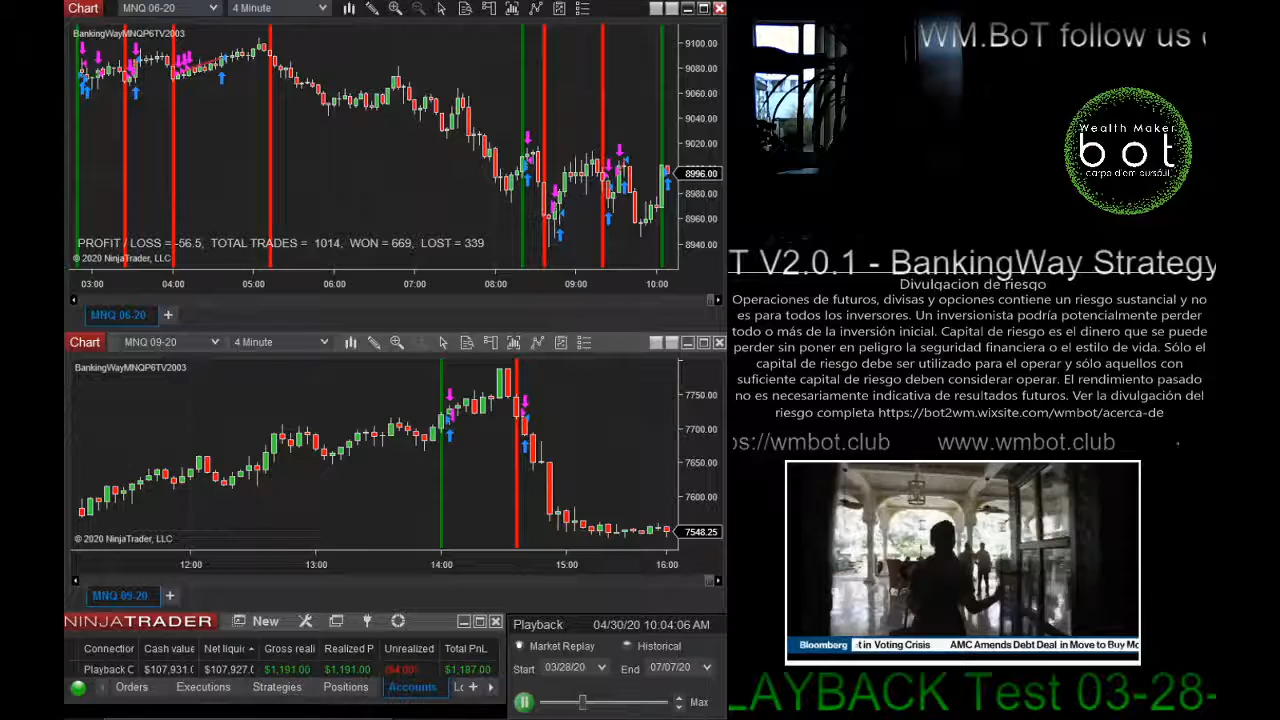 Chart MNQ 06-20 4 Minute
BankingWayMNQP6TV2003
9100.00
9080.00
9060.00
9040.00
9020.00
8996.00
8980.00
8960.00
8940.00
PROFIT / LOSS = -56.5, TOTAL TRADES = 1014, WON = 669, LOST = 339
© 2020 NinjaTrader, LLC
03:00 04:00 05:00 06:00 07:00 08:00 09:00 10:00
MNQ 06-20 +
Chart MNQ 09-20 4 Minute
BankingWayMNQP6TV2003
7750.00
7700.00
7650.00
7600.00
7548.25
© 2020 NinjaTrader, LLC
12:00 13:00 14:00 15:00 16:00
MNQ 09-20 +
NINJATRADER New
Connection Cash value Net liquid Gross reali Realized P Unrealized Total PnL
Playback C $107,931.0 $107,927.0 $1,191.00 $1,191.00 ($4.00) $1,187.00
Orders Executions Strategies Positions Accounts
Playback 04/30/20 10:04:06 AM
Market Replay Historical
Start 03/28/20 End 07/07/20
Max
WM.BoT follow us
Wealth Maker
bot
T V2.0.1 - BankingWay Strategy
Divulgacion de riesgo
Operaciones de futuros, divisas y opciones contiene un riesgo sustancial y no
es para todos los inversores. Un inversionista podría potencialmente perder
todo o más de la inversión inicial. Capital de riesgo es el dinero que se puede
perder sin poner en peligro la seguridad financiera o el estilo de vida. Sólo el
capital de riesgo debe ser utilizado para el operar y sólo aquellos con
suficiente capital de riesgo deben considerar operar. El rendimiento pasado
no es necesariamente indicativa de resultados futuros. Ver la divulgación del
riesgo completa https://bot2wm.wixsite.com/wmbot/acerca-de
ps://wmbot.club www.wmbot.club
Bloomberg t in Voting Crisis AMC Amends Debt Deal in Move to Buy Mo
LAYBACK Test 03-28-